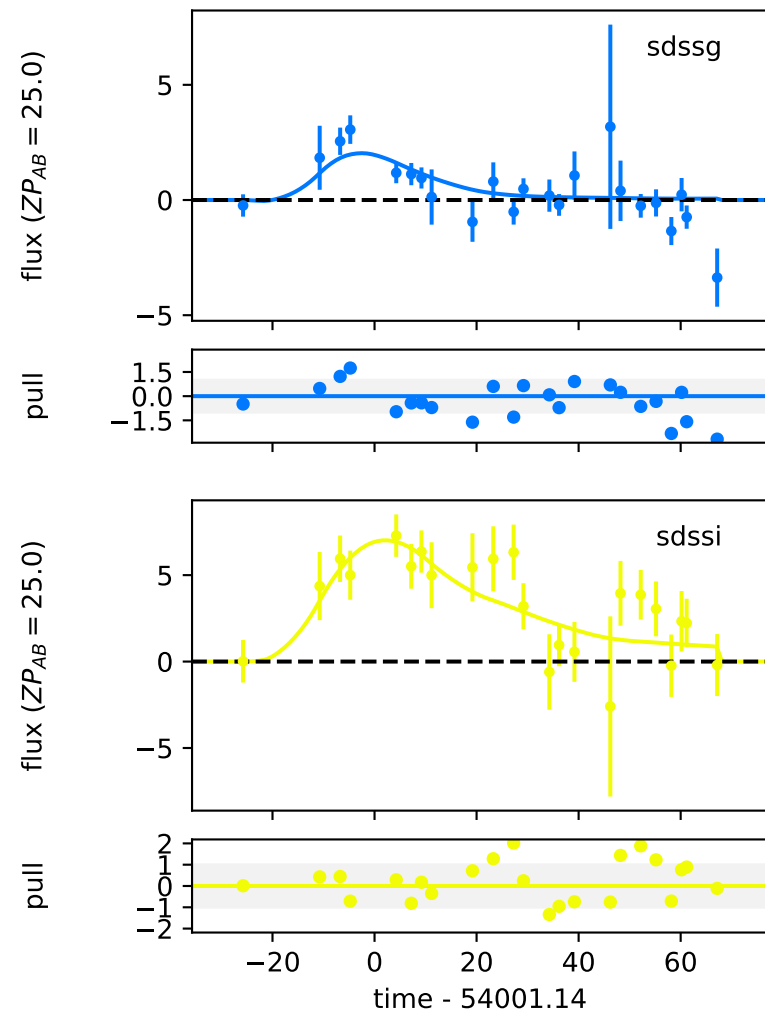 sdssg
flux (ZP_AB = 25.0)
5
0
−5
pull
1.5
0.0
−1.5
sdssi
flux (ZP_AB = 25.0)
5
0
−5
pull
2
1
0
−1
−2
−20 0 20 40 60
time - 54001.14